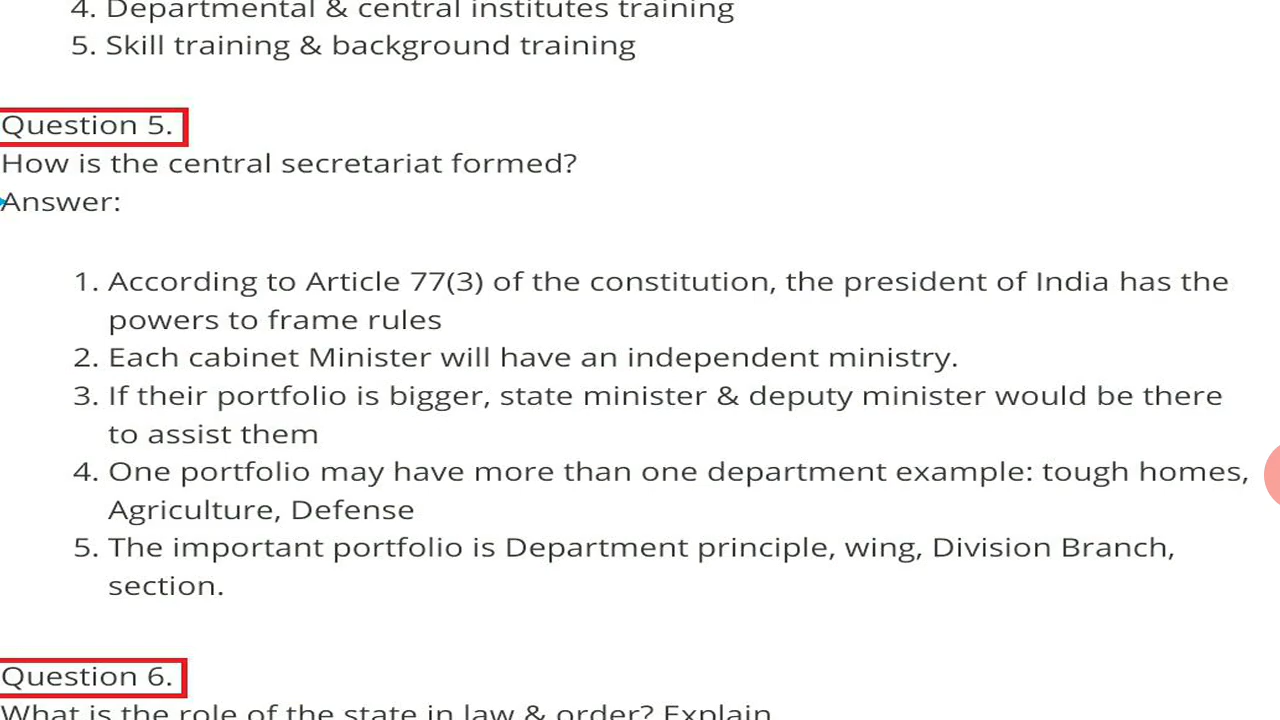 4. Departmental & central institutes training
5. Skill training & background training
Question 5.
How is the central secretariat formed?
Answer:
1. According to Article 77(3) of the constitution, the president of India has the
powers to frame rules
2. Each cabinet Minister will have an independent ministry.
3. If their portfolio is bigger, state minister & deputy minister would be there
to assist them
4. One portfolio may have more than one department example: tough homes,
Agriculture, Defense
5. The important portfolio is Department principle, wing, Division Branch,
section.
Question 6.
What is the role of the state in law & order? Explain